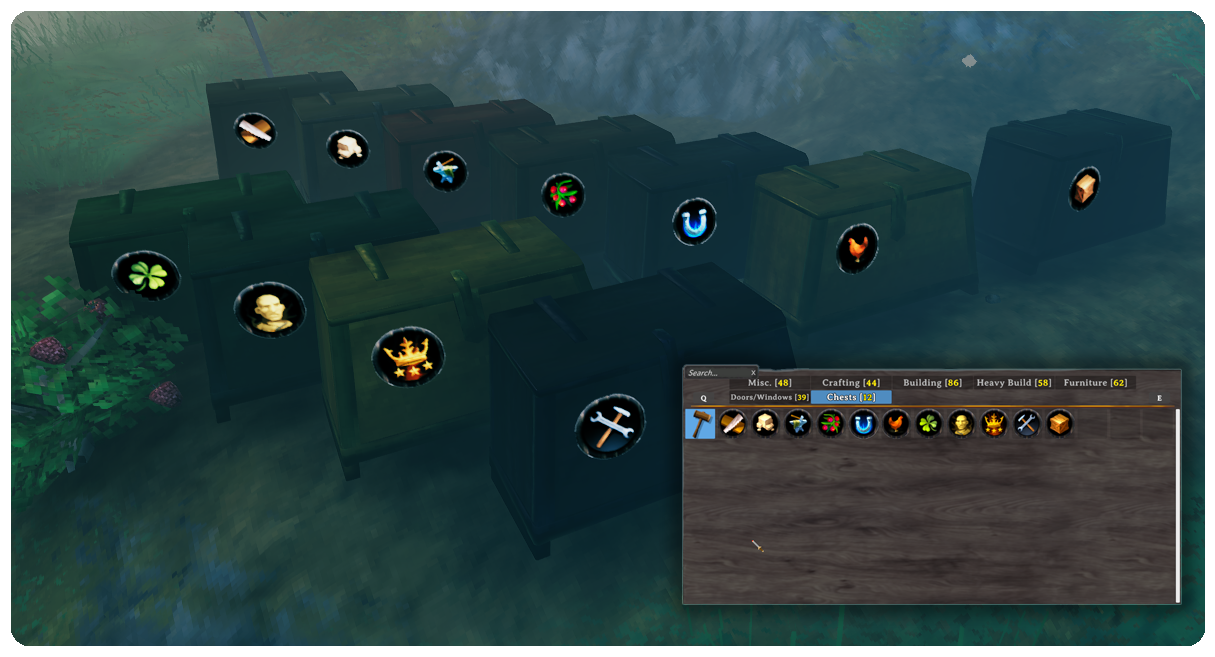 Search... x
Misc. [48] Crafting [44] Building [86] Heavy Build [58] Furniture [62]
Q Doors/Windows [39] Chests [12] E